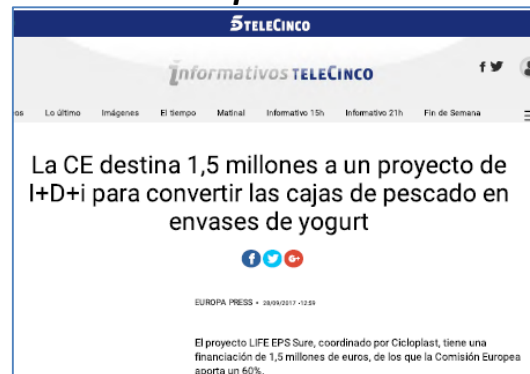 TELECINCO
informativos TELECINCO
Lo último Imágenes El tiempo Matinal Informativo 15h Informativo 21h Fin de Semana
La CE destina 1,5 millones a un proyecto de
I+D+i para convertir las cajas de pescado en
envases de yogurt
EUROPA PRESS • 28/09/2017 - 12:59
El proyecto LIFE EPS Sure, coordinado por Cicloplast, tiene una
financiación de 1,5 millones de euros, de los que la Comisión Europea
aporta un 60%.